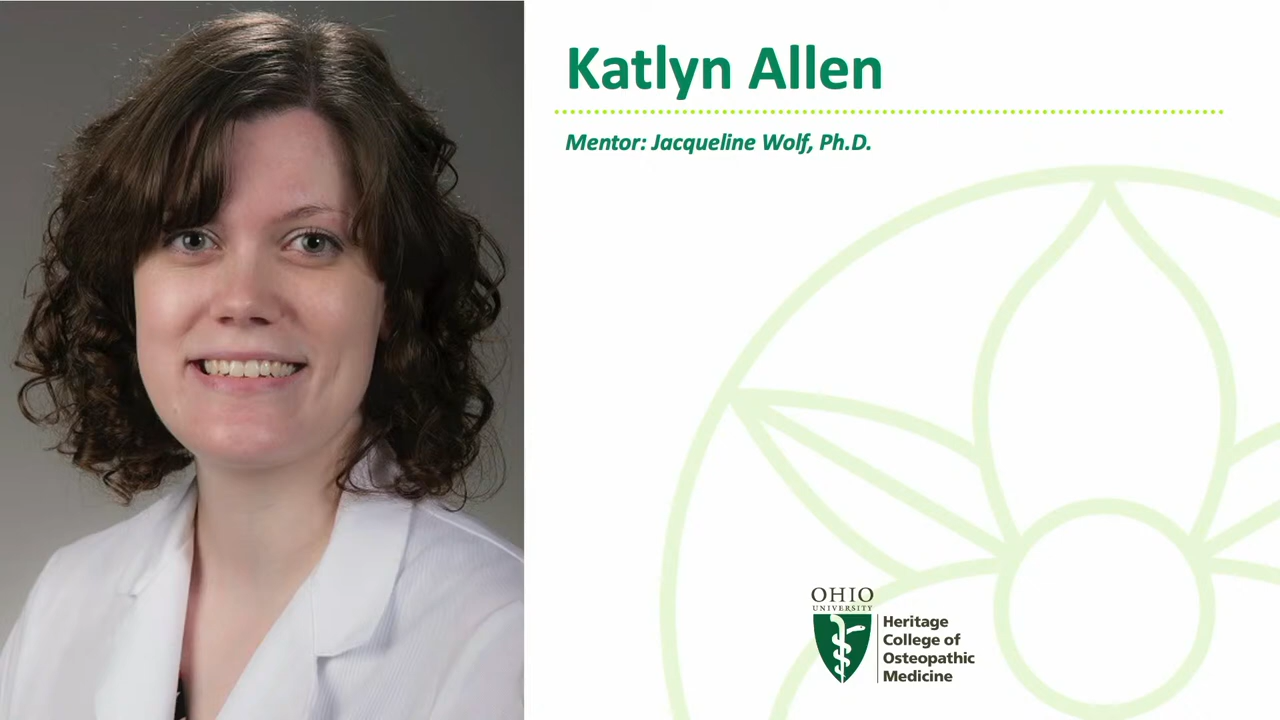 Katlyn Allen
Mentor: Jacqueline Wolf, Ph.D.
OHIO
UNIVERSITY
Heritage
College of
Osteopathic
Medicine